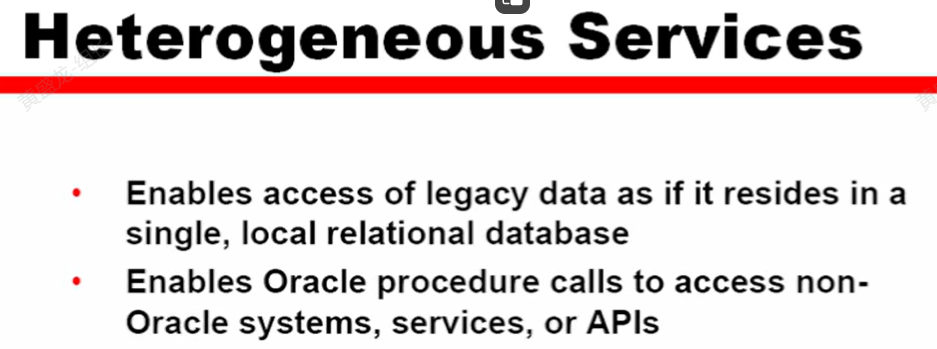 Heterogeneous Services
• Enables access of legacy data as if it resides in a
single, local relational database
• Enables Oracle procedure calls to access non-
Oracle systems, services, or APIs